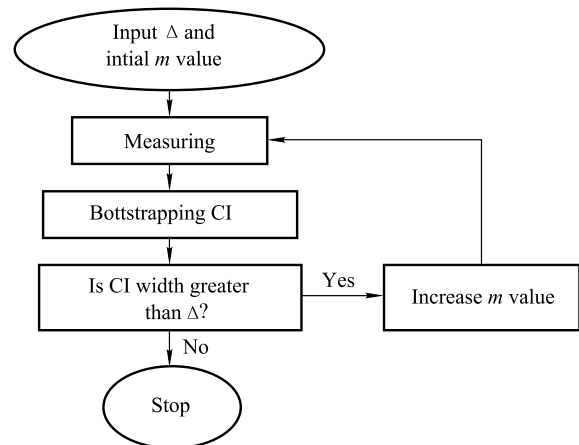 Input Δ and
intial m value
Measuring
Bottstrapping CI
Is CI width greater
than Δ?
Yes
Increase m value
No
Stop